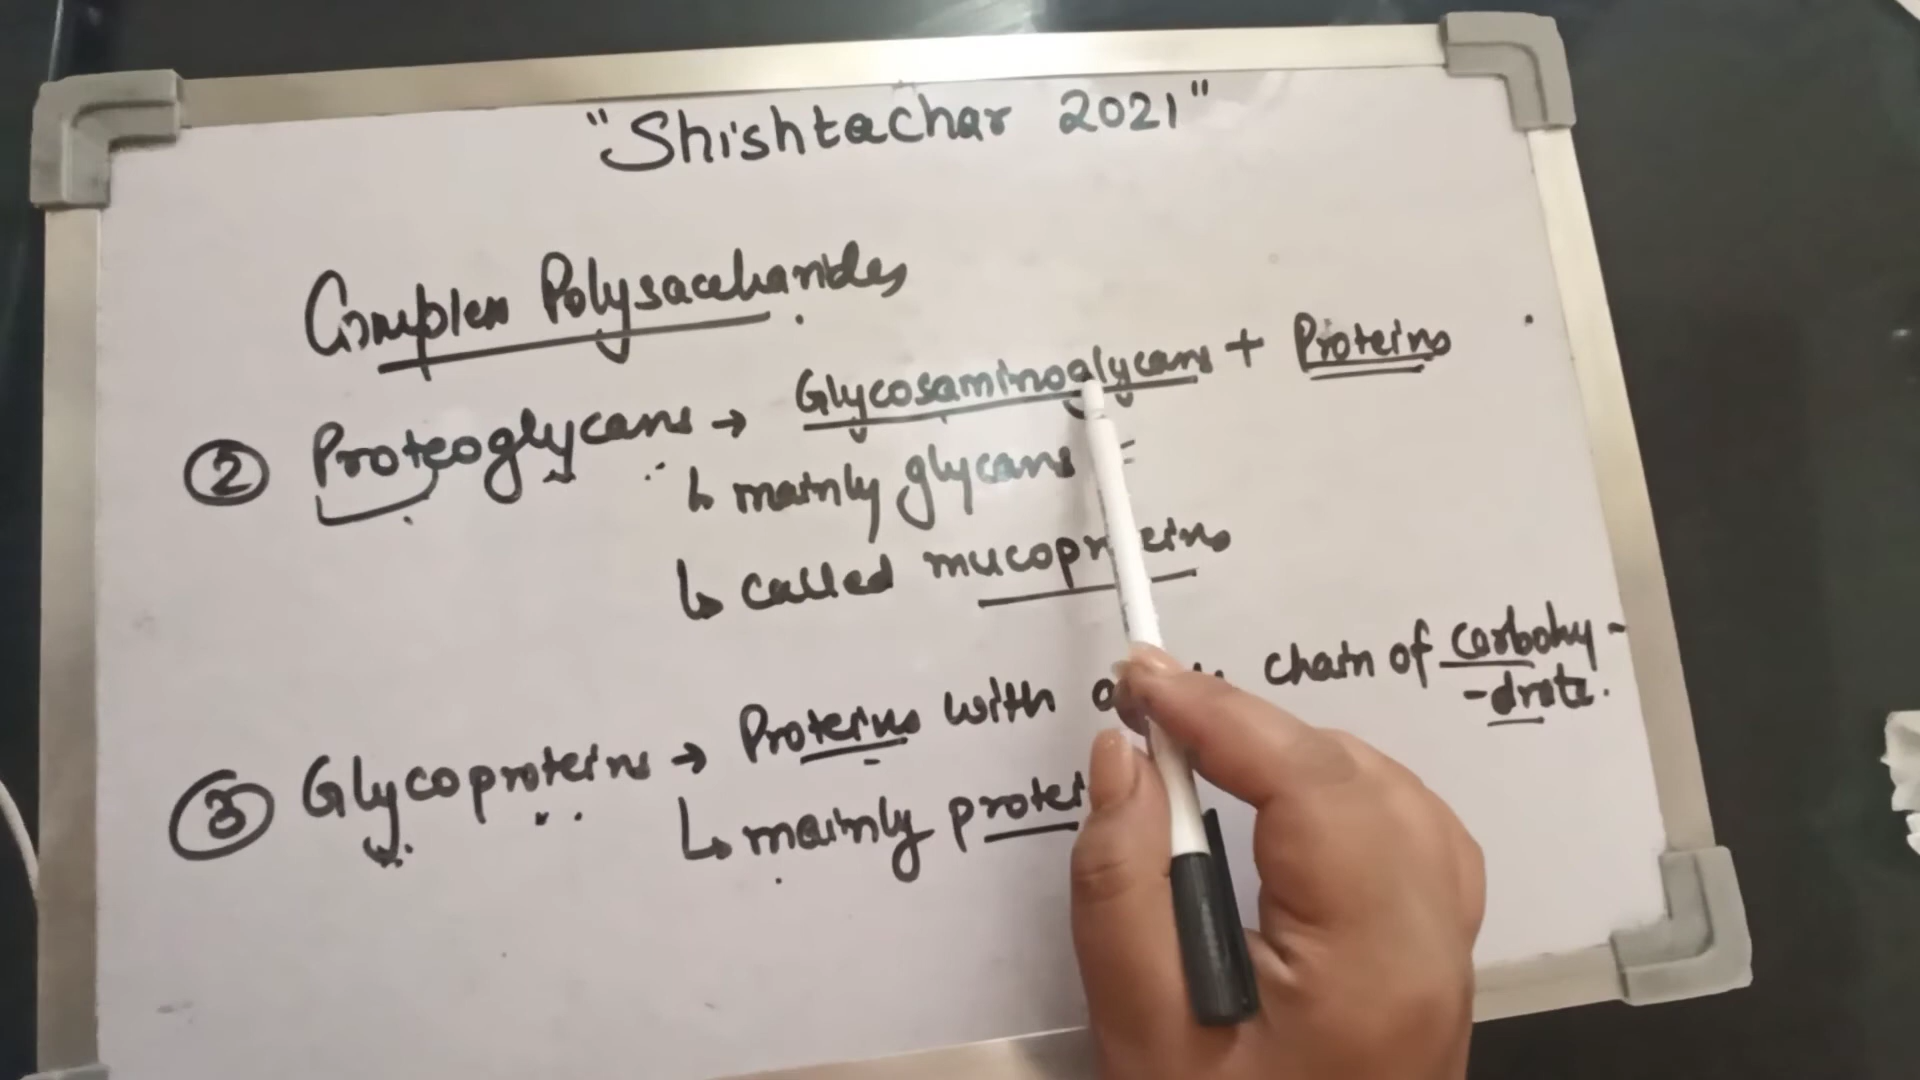 "Shishtachar 2021"
Complex Polysaccharides
② Proteoglycans → Glycosaminoglycans + Proteins
↳ mainly glycans
↳ called mucoproteins
③ Glycoproteins → Proteins with chain of carbohy-
-drate.
↳ mainly protei